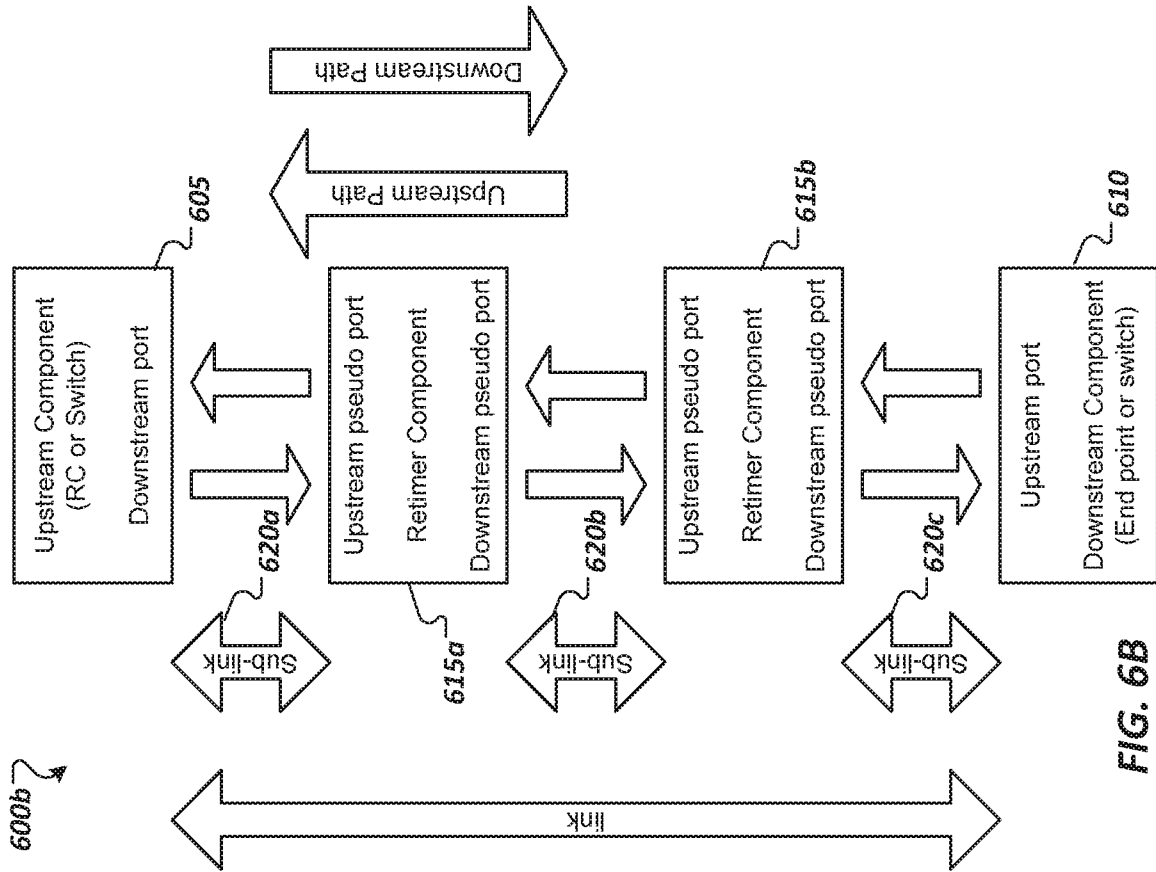 600b
Upstream Component
(RC or Switch)
Downstream port
605
Sub-link
620a
Upstream pseudo port
Retimer Component
Downstream pseudo port
615a
Upstream Path
Downstream Path
link
Sub-link
620b
Upstream pseudo port
Retimer Component
Downstream pseudo port
615b
Sub-link
620c
Upstream port
Downstream Component
(End point or switch)
610
FIG. 6B